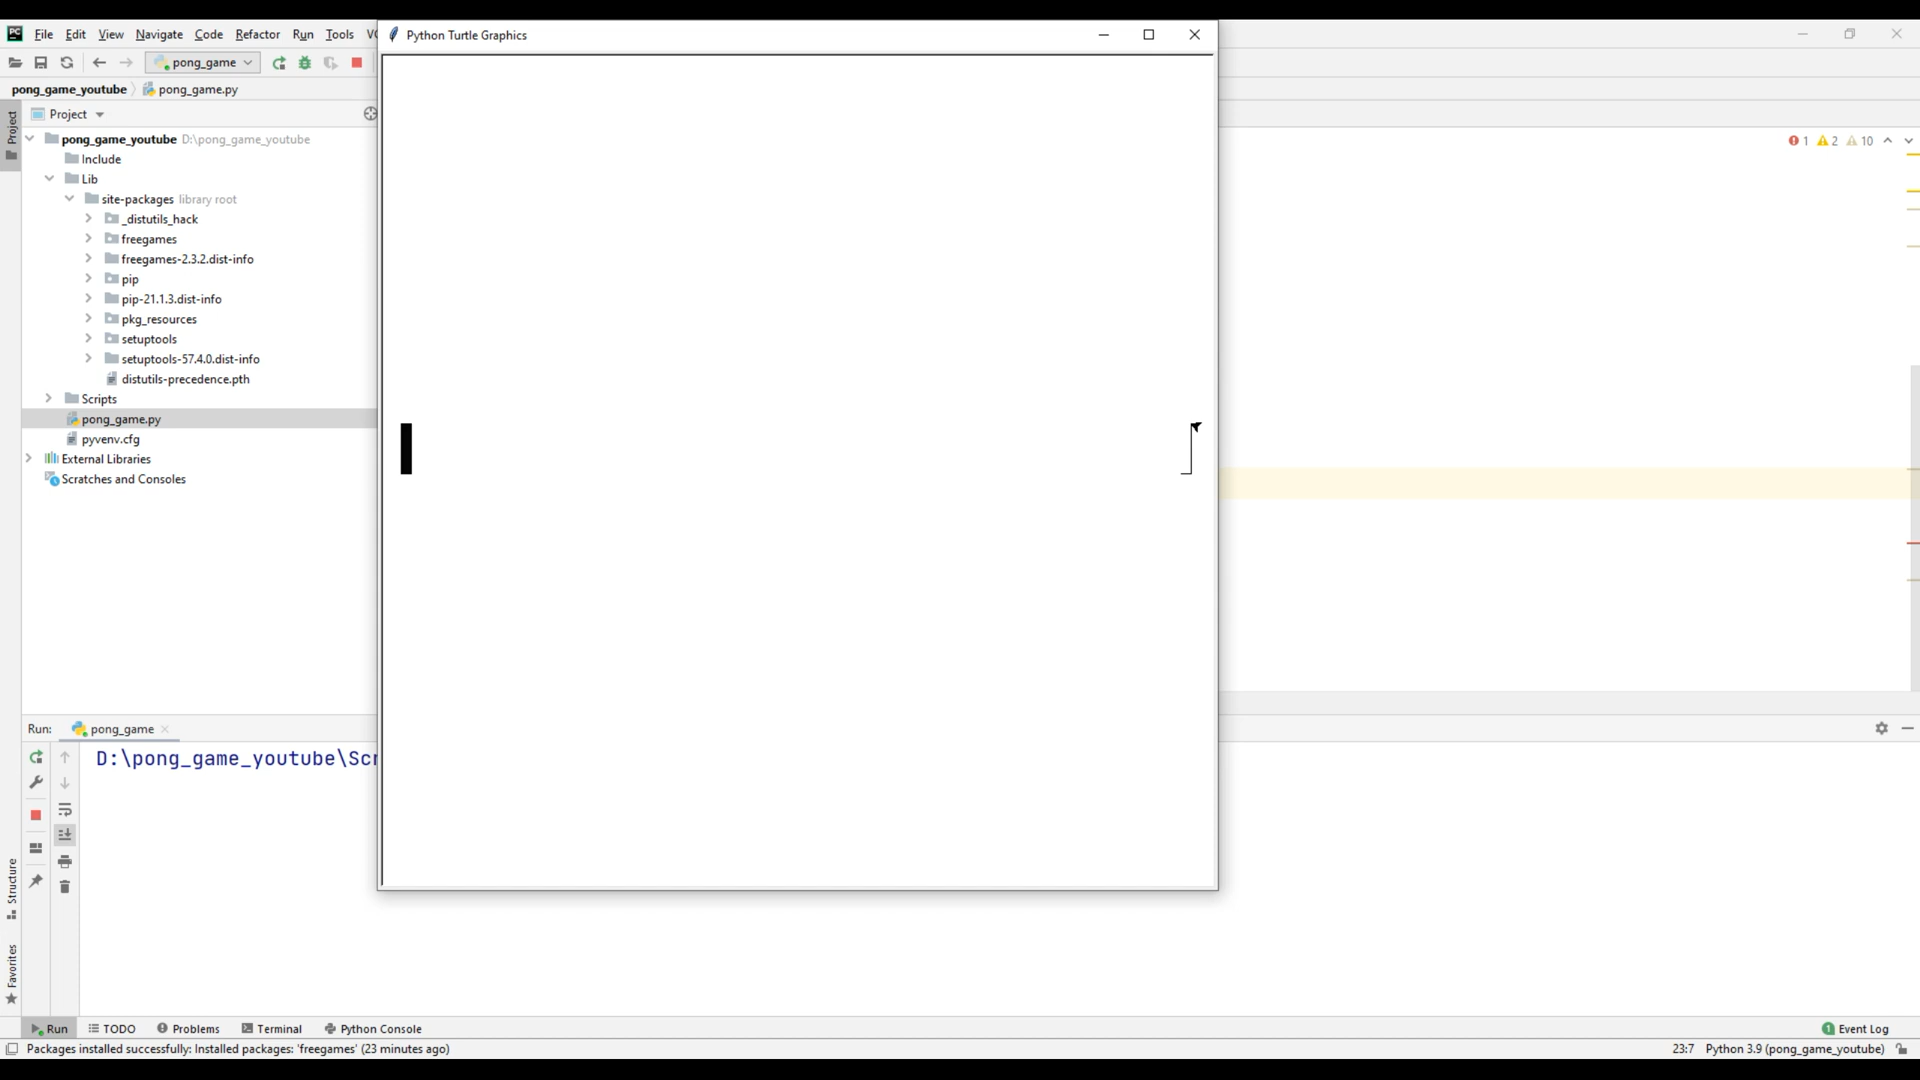 PC File Edit View Navigate Code Refactor Run Tools
Python Turtle Graphics
pong_game
pong_game_youtube pong_game.py
Project
Project
pong_game_youtube D:\pong_game_youtube
1 2 10
Include
Lib
site-packages library root
_distutils_hack
freegames
freegames-2.3.2.dist-info
pip
pip-21.1.3.dist-info
pkg_resources
setuptools
setuptools-57.4.0.dist-info
distutils-precedence.pth
Scripts
pong_game.py
pyvenv.cfg
External Libraries
Scratches and Consoles
Run: pong_game
D:\pong_game_youtube\Scr
Structure
Favorites
Run TODO Problems Terminal Python Console
1 Event Log
Packages installed successfully: Installed packages: 'freegames' (23 minutes ago)
23:7 Python 3.9 (pong_game_youtube)